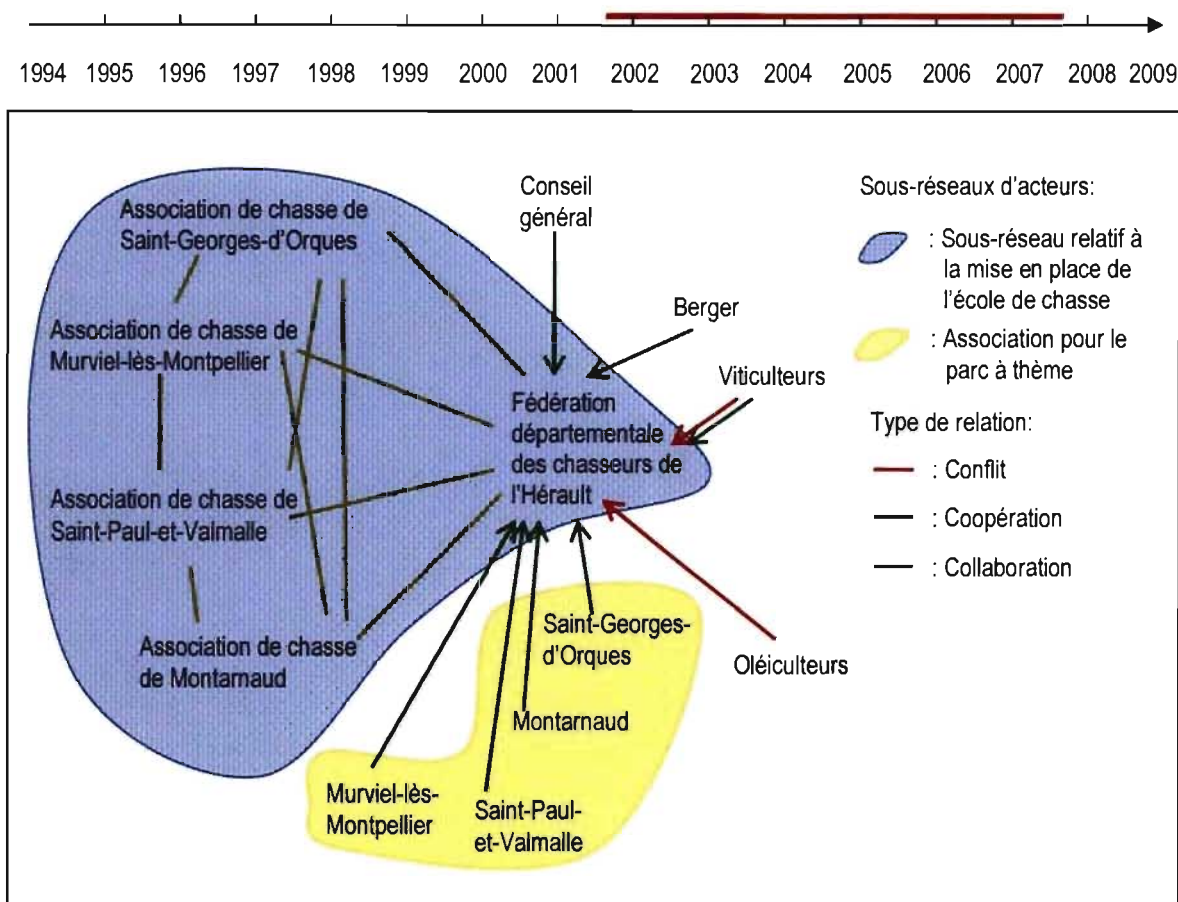 1994 1995 1996 1997 1998 1999 2000 2001 2002 2003 2004 2005 2006 2007 2008 2009
Association de chasse de
Saint-Georges-d'Orques
Association de chasse de
Murviel-lès-Montpellier
Association de chasse de
Saint-Paul-et-Valmalle
Association de chasse
de Montarnaud
Conseil
général
Berger
Viticulteurs
Fédération
départementale
des chasseurs de
l'Hérault
Oléiculteurs
Saint-Georges-
d'Orques
Montarnaud
Murviel-lès-
Montpellier
Saint-Paul-
et-Valmalle
Sous-réseaux d'acteurs:
: Sous-réseau relatif à
la mise en place de
l'école de chasse
: Association pour le
parc à thème
Type de relation:
: Conflit
: Coopération
: Collaboration